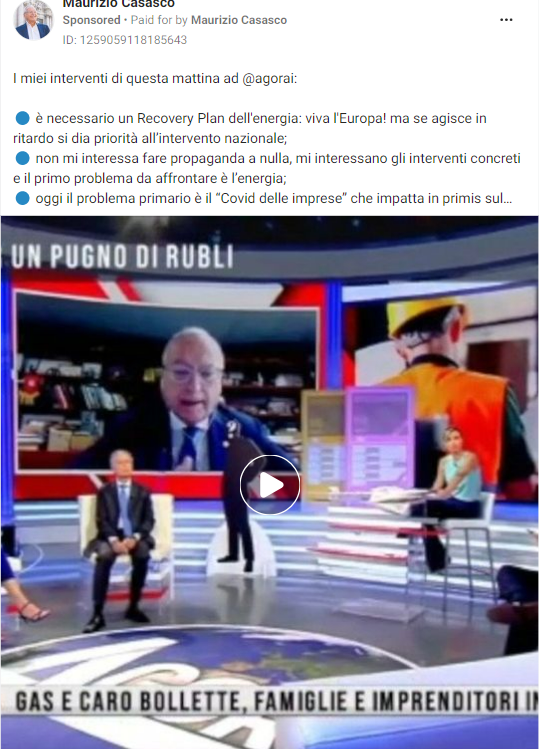 Maurizio Casasco
Sponsored • Paid for by Maurizio Casasco
ID: 1259059118185643
I miei interventi di questa mattina ad @agorai:
🔵 è necessario un Recovery Plan dell'energia: viva l'Europa! ma se agisce in
ritardo si dia priorità all’intervento nazionale;
🔵 non mi interessa fare propaganda a nulla, mi interessano gli interventi concreti
e il primo problema da affrontare è l’energia;
🔵 oggi il problema primario è il “Covid delle imprese” che impatta in primis sul...
UN PUGNO DI RUBLI
?
GAS E CARO BOLLETTE, FAMIGLIE E IMPRENDITORI IN